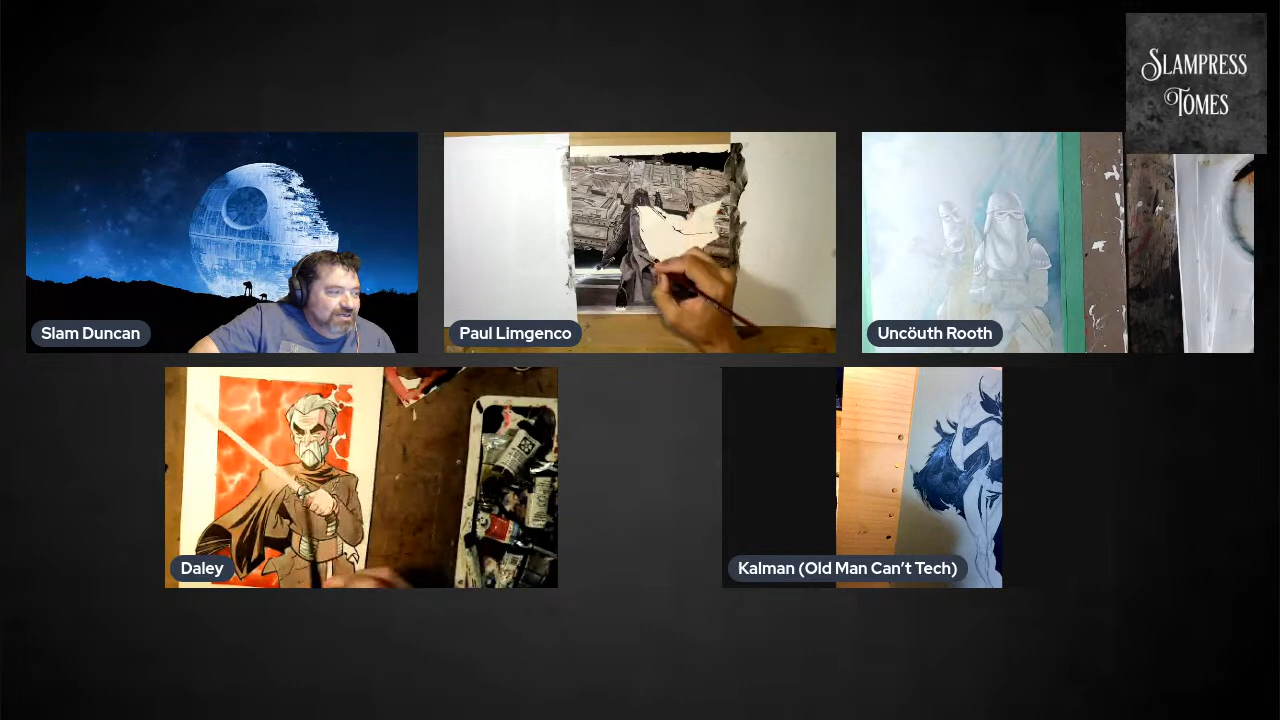 Slampress
Tomes
Slam Duncan
Paul Limgenco
Uncöuth Rooth
Daley
Kalman (Old Man Can't Tech)